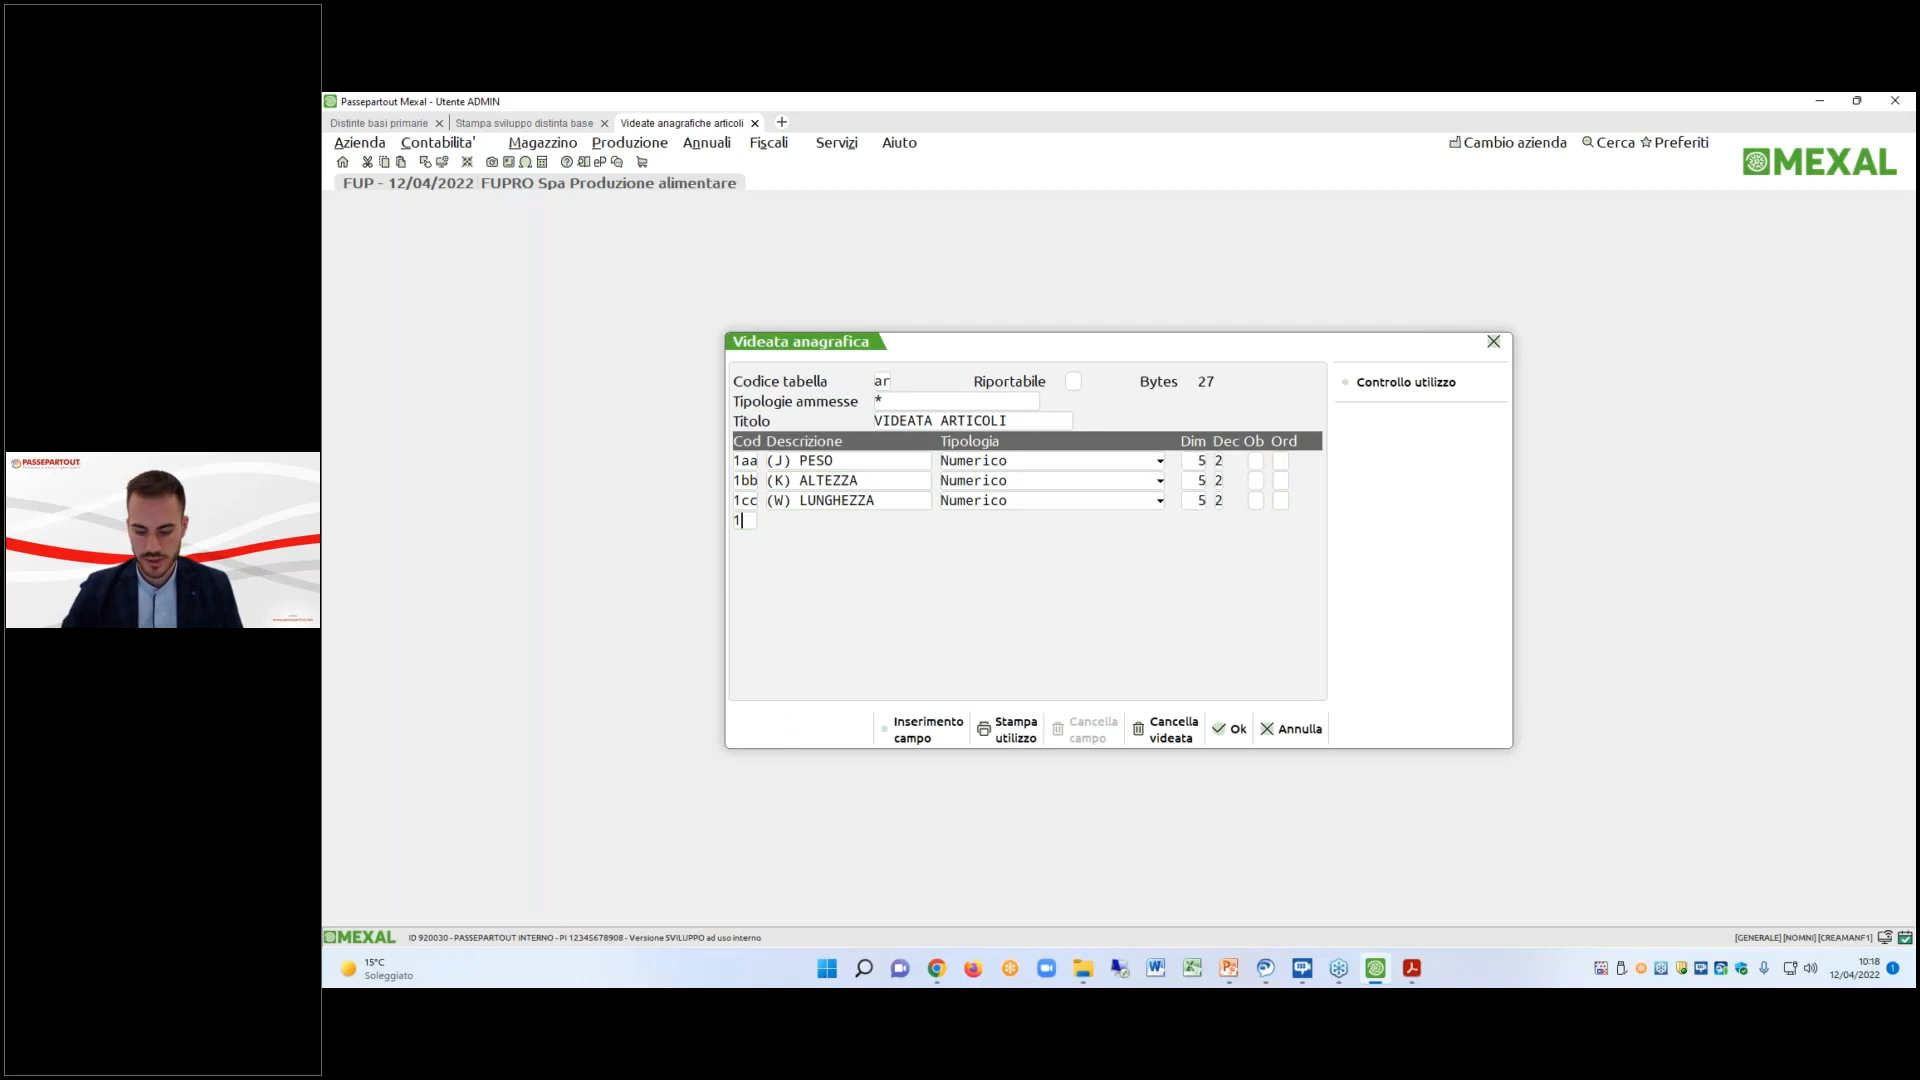 Passepartout Mexal - Utente ADMIN
Distinte basi primarie
Stampa sviluppo distinta base
Videate anagrafiche articoli
Azienda Contabilita' Magazzino Produzione Annuali Fiscali Servizi Aiuto
Cambio azienda Cerca Preferiti
MEXAL
FUP - 12/04/2022 FUPRO Spa Produzione alimentare
Videata anagrafica
Codice tabella ar Riportabile Bytes 27
Controllo utilizzo
Tipologie ammesse *
Titolo VIDEATA ARTICOLI
Cod Descrizione Tipologia Dim Dec Ob Ord
1aa (J) PESO Numerico 5 2
1bb (K) ALTEZZA Numerico 5 2
1cc (W) LUNGHEZZA Numerico 5 2
1
PASSEPARTOUT
Inserimento campo
Stampa utilizzo
Cancella campo
Cancella videata
Ok
Annulla
MEXAL ID 920030 - PASSEPARTOUT INTERNO - PI 12345678908 - Versione SVILUPPO ad uso interno
[GENERALE] [NOMNI] [CREAMANF1]
15°C
Soleggiato
10:18
12/04/2022
1